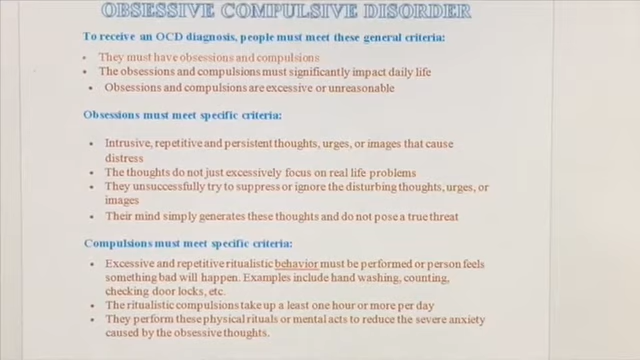 OBSESSIVE COMPULSIVE DISORDER
To receive an OCD diagnosis, people must meet these general criteria:
• They must have obsessions and compulsions
• The obsessions and compulsions must significantly impact daily life
• Obsessions and compulsions are excessive or unreasonable
Obsessions must meet specific criteria:
• Intrusive, repetitive and persistent thoughts, urges, or images that cause
distress
• The thoughts do not just excessively focus on real life problems
• They unsuccessfully try to suppress or ignore the disturbing thoughts, urges, or
images
• Their mind simply generates these thoughts and do not pose a true threat
Compulsions must meet specific criteria:
• Excessive and repetitive ritualistic behavior must be performed or person feels
something bad will happen. Examples include hand washing, counting,
checking door locks, etc.
• The ritualistic compulsions take up a least one hour or more per day
• They perform these physical rituals or mental acts to reduce the severe anxiety
caused by the obsessive thoughts.